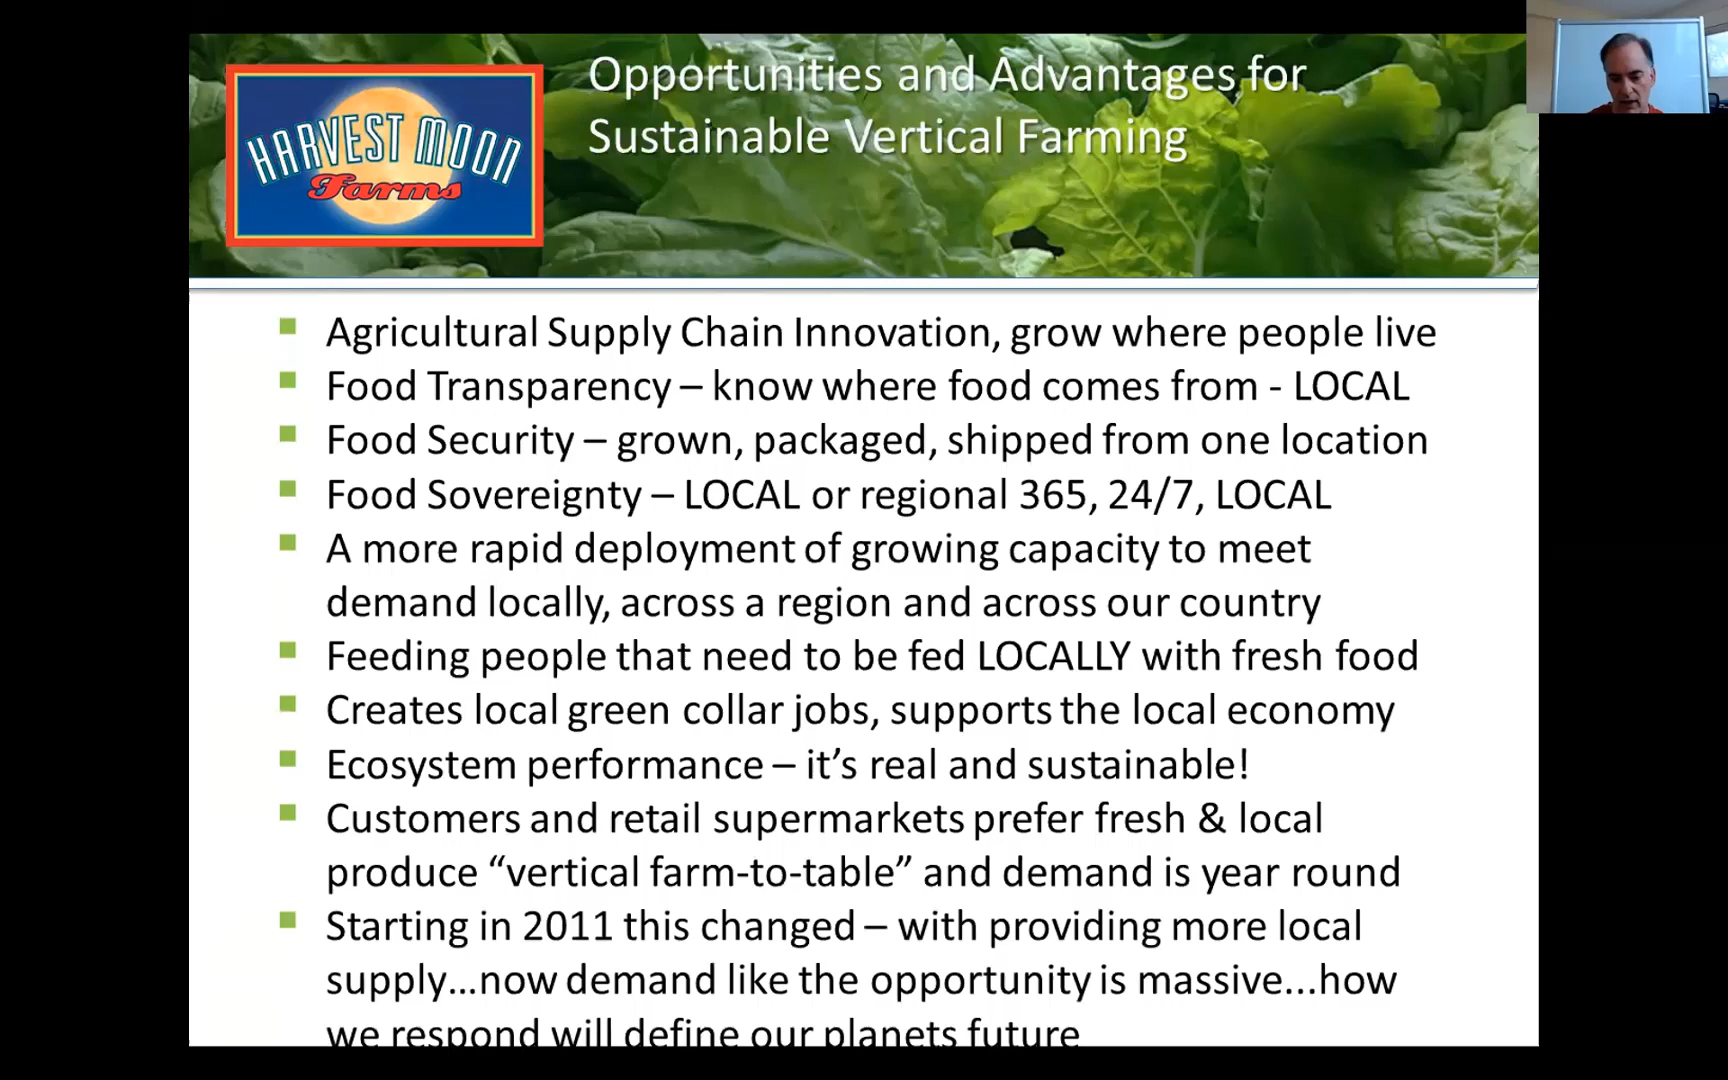 HARVEST MOON
Farms
Opportunities and Advantages for
Sustainable Vertical Farming
Agricultural Supply Chain Innovation, grow where people live
Food Transparency – know where food comes from - LOCAL
Food Security – grown, packaged, shipped from one location
Food Sovereignty – LOCAL or regional 365, 24/7, LOCAL
A more rapid deployment of growing capacity to meet
demand locally, across a region and across our country
Feeding people that need to be fed LOCALLY with fresh food
Creates local green collar jobs, supports the local economy
Ecosystem performance – it’s real and sustainable!
Customers and retail supermarkets prefer fresh & local
produce “vertical farm-to-table” and demand is year round
Starting in 2011 this changed – with providing more local
supply…now demand like the opportunity is massive...how
we respond will define our planets future